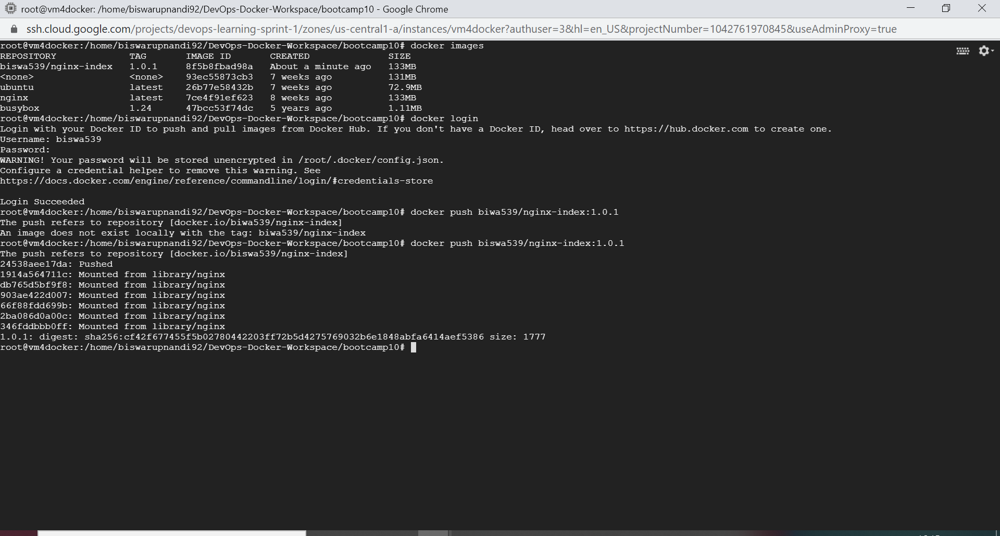 root@vm4docker: /home/biswarupnandi92/DevOps-Docker-Workspace/bootcamp10 - Google Chrome
ssh.cloud.google.com/projects/devops-learning-sprint-1/zones/us-central1-a/instances/vm4docker?authuser=3&hl=en_US&projectNumber=1042761970845&useAdminProxy=true
root@vm4docker:/home/biswarupnandi92/DevOps-Docker-Workspace/bootcamp10# docker images
REPOSITORY             TAG       IMAGE ID       CREATED              SIZE
biswa539/nginx-index   1.0.1     8f5b8fbad98a   About a minute ago   133MB
<none>                 <none>    93ec55873cb3   7 weeks ago          131MB
ubuntu                 latest    26b77e58432b   7 weeks ago          72.9MB
nginx                  latest    7ce4f91ef623   8 weeks ago          133MB
busybox                1.24      47bcc53f74dc   5 years ago          1.11MB
root@vm4docker:/home/biswarupnandi92/DevOps-Docker-Workspace/bootcamp10# docker login
Login with your Docker ID to push and pull images from Docker Hub. If you don't have a Docker ID, head over to https://hub.docker.com to create one.
Username: biswa539
Password:
WARNING! Your password will be stored unencrypted in /root/.docker/config.json.
Configure a credential helper to remove this warning. See
https://docs.docker.com/engine/reference/commandline/login/#credentials-store
Login Succeeded
root@vm4docker:/home/biswarupnandi92/DevOps-Docker-Workspace/bootcamp10# docker push biwa539/nginx-index:1.0.1
The push refers to repository [docker.io/biwa539/nginx-index]
An image does not exist locally with the tag: biwa539/nginx-index
root@vm4docker:/home/biswarupnandi92/DevOps-Docker-Workspace/bootcamp10# docker push biswa539/nginx-index:1.0.1
The push refers to repository [docker.io/biswa539/nginx-index]
24538aee17da: Pushed
1914a564711c: Mounted from library/nginx
db765d5bf9f8: Mounted from library/nginx
903ae422d007: Mounted from library/nginx
66f88fdd699b: Mounted from library/nginx
2ba086d0a00c: Mounted from library/nginx
346fddbbb0ff: Mounted from library/nginx
1.0.1: digest: sha256:cf42f677455f5b02780442203ff72b5d4275769032b6e1848abfa6414aef5386 size: 1777
root@vm4docker:/home/biswarupnandi92/DevOps-Docker-Workspace/bootcamp10#